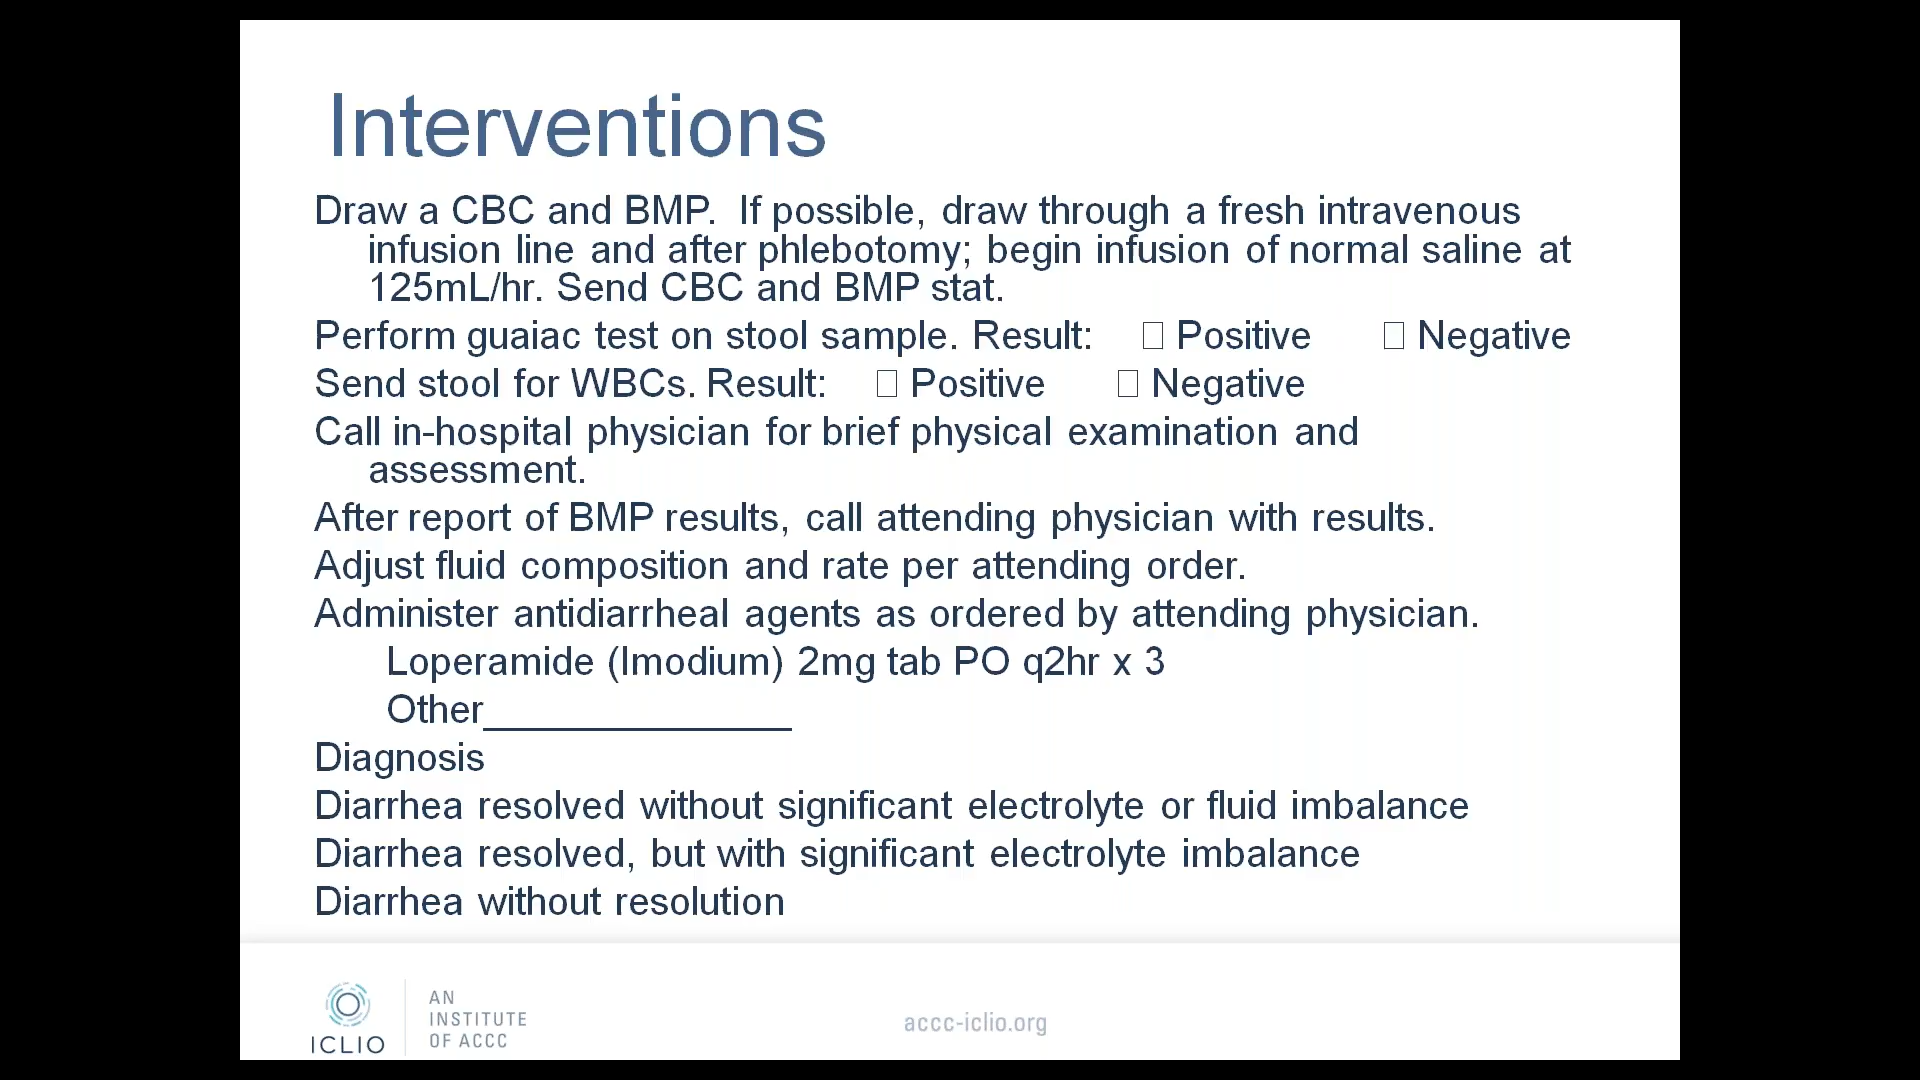 Interventions
Draw a CBC and BMP.  If possible, draw through a fresh intravenous
infusion line and after phlebotomy; begin infusion of normal saline at
125mL/hr. Send CBC and BMP stat.
Perform guaiac test on stool sample. Result: □ Positive □ Negative
Send stool for WBCs. Result: □ Positive □ Negative
Call in-hospital physician for brief physical examination and
assessment.
After report of BMP results, call attending physician with results.
Adjust fluid composition and rate per attending order.
Administer antidiarrheal agents as ordered by attending physician.
Loperamide (Imodium) 2mg tab PO q2hr x 3
Other______________
Diagnosis
Diarrhea resolved without significant electrolyte or fluid imbalance
Diarrhea resolved, but with significant electrolyte imbalance
Diarrhea without resolution
ICLIO
AN
INSTITUTE
OF ACCC
accc-iclio.org